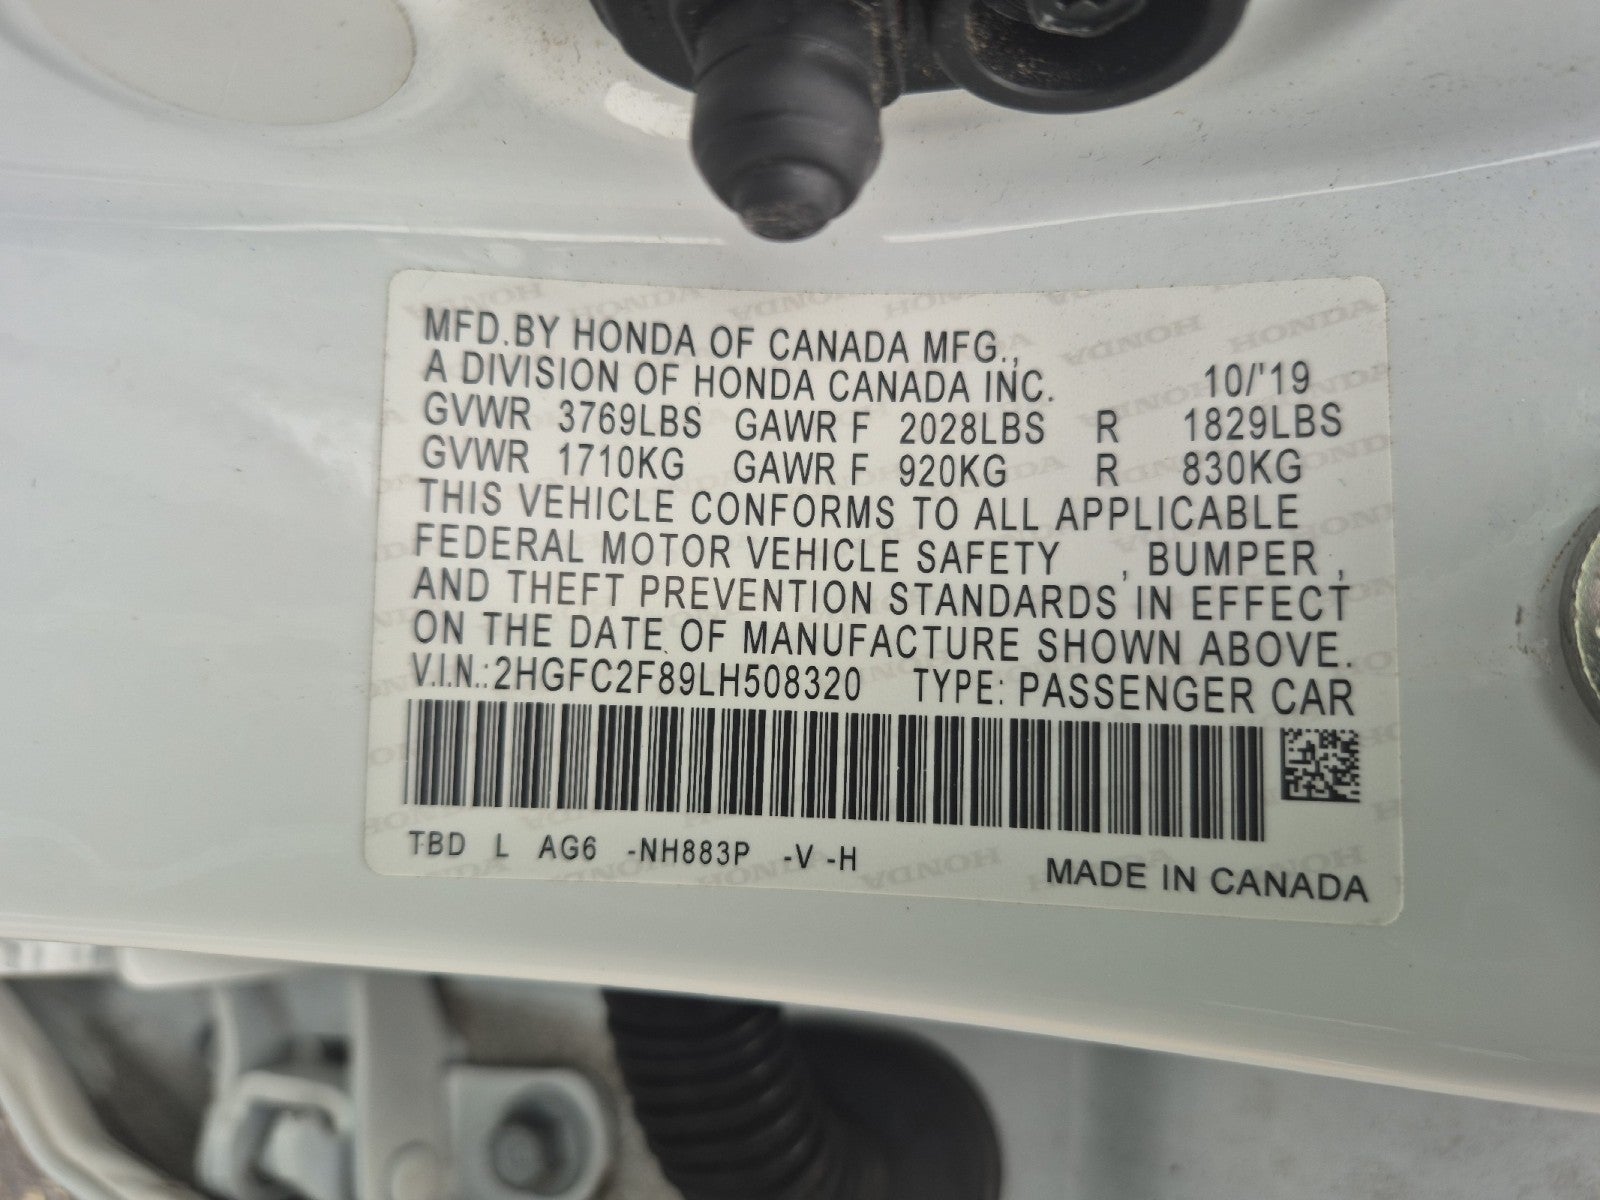 MFD.BY HONDA OF CANADA MFG.,
A DIVISION OF HONDA CANADA INC. 10/'19
GVWR 3769LBS GAWR F 2028LBS R 1829LBS
GVWR 1710KG GAWR F 920KG R 830KG
THIS VEHICLE CONFORMS TO ALL APPLICABLE
FEDERAL MOTOR VEHICLE SAFETY , BUMPER ,
AND THEFT PREVENTION STANDARDS IN EFFECT
ON THE DATE OF MANUFACTURE SHOWN ABOVE.
V.I.N.:2HGFC2F89LH508320 TYPE: PASSENGER CAR
TBD L AG6 -NH883P -V -H
MADE IN CANADA